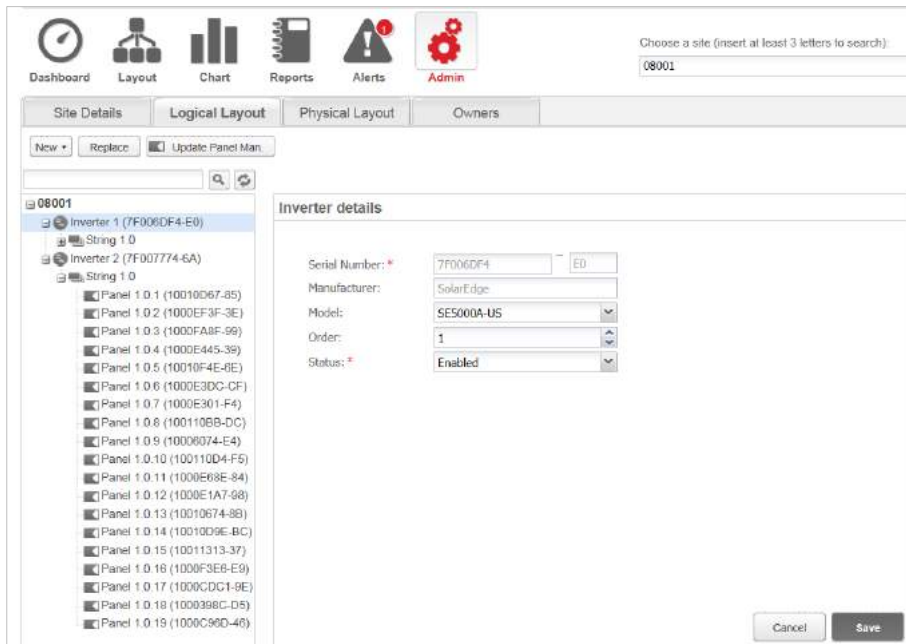 1
Choose a site (insert at least 3 letters to search):
08001
Dashboard Layout Chart Reports Alerts Admin
Site Details Logical Layout Physical Layout Owners
New Replace Update Panel Man.
08001
Inverter 1 (7F006DF4-E0)
String 1.0
Inverter 2 (7F007774-6A)
String 1.0
Panel 1.0.1 (10010D67-85)
Panel 1.0.2 (1000EF3F-3E)
Panel 1.0.3 (1000FA8F-99)
Panel 1.0.4 (1000E445-39)
Panel 1.0.5 (10010F4E-6E)
Panel 1.0.6 (1000E3DC-CF)
Panel 1.0.7 (1000E301-F4)
Panel 1.0.8 (100110BB-DC)
Panel 1.0.9 (10006074-E4)
Panel 1.0.10 (100110D4-F5)
Panel 1.0.11 (1000E68E-84)
Panel 1.0.12 (1000E1A7-98)
Panel 1.0.13 (10010674-8B)
Panel 1.0.14 (10010D9E-BC)
Panel 1.0.15 (10011313-37)
Panel 1.0.16 (1000F3E6-E9)
Panel 1.0.17 (1000CDC1-9E)
Panel 1.0.18 (1000398C-D5)
Panel 1.0.19 (1000C96D-46)
Inverter details
Serial Number: * 7F006DF4 - E0
Manufacturer: SolarEdge
Model: SE5000A-US
Order: 1
Status: * Enabled
Cancel Save